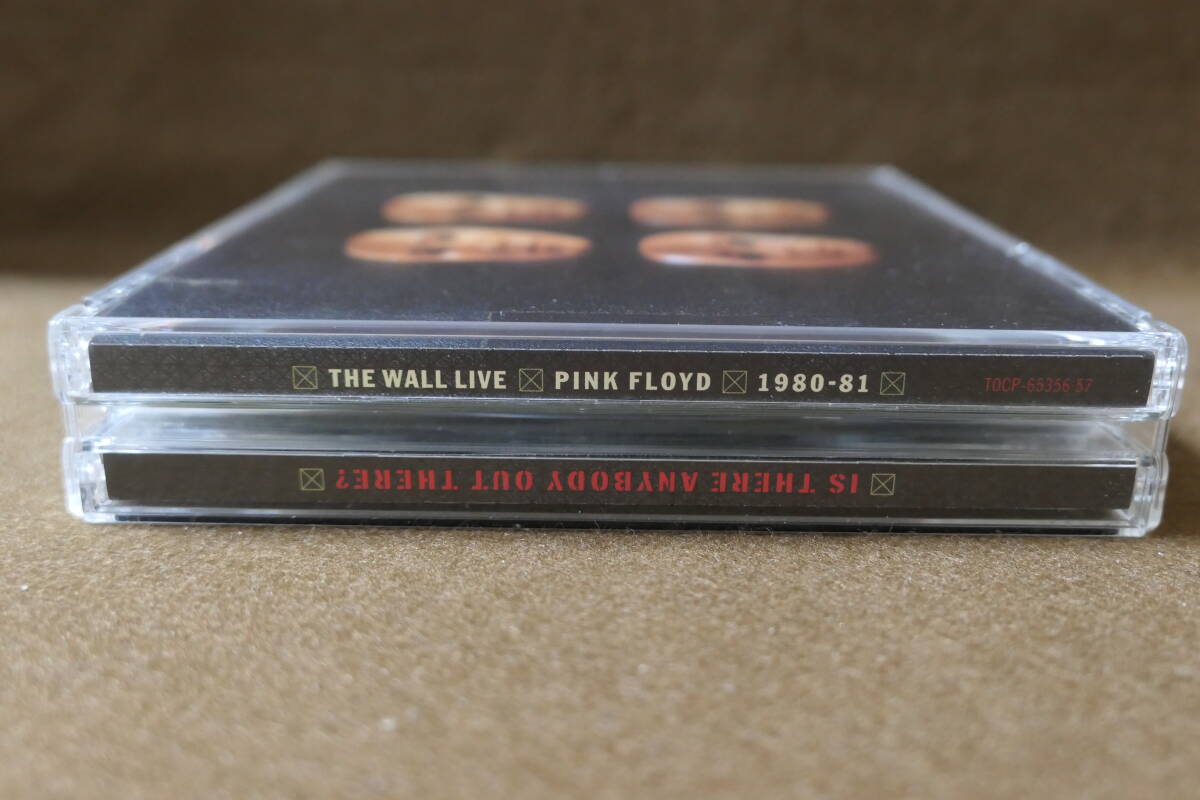 THE WALL LIVE PINK FLOYD 1980-81 TOCP-65356·57
IS THERE ANYBODY OUT THERE?